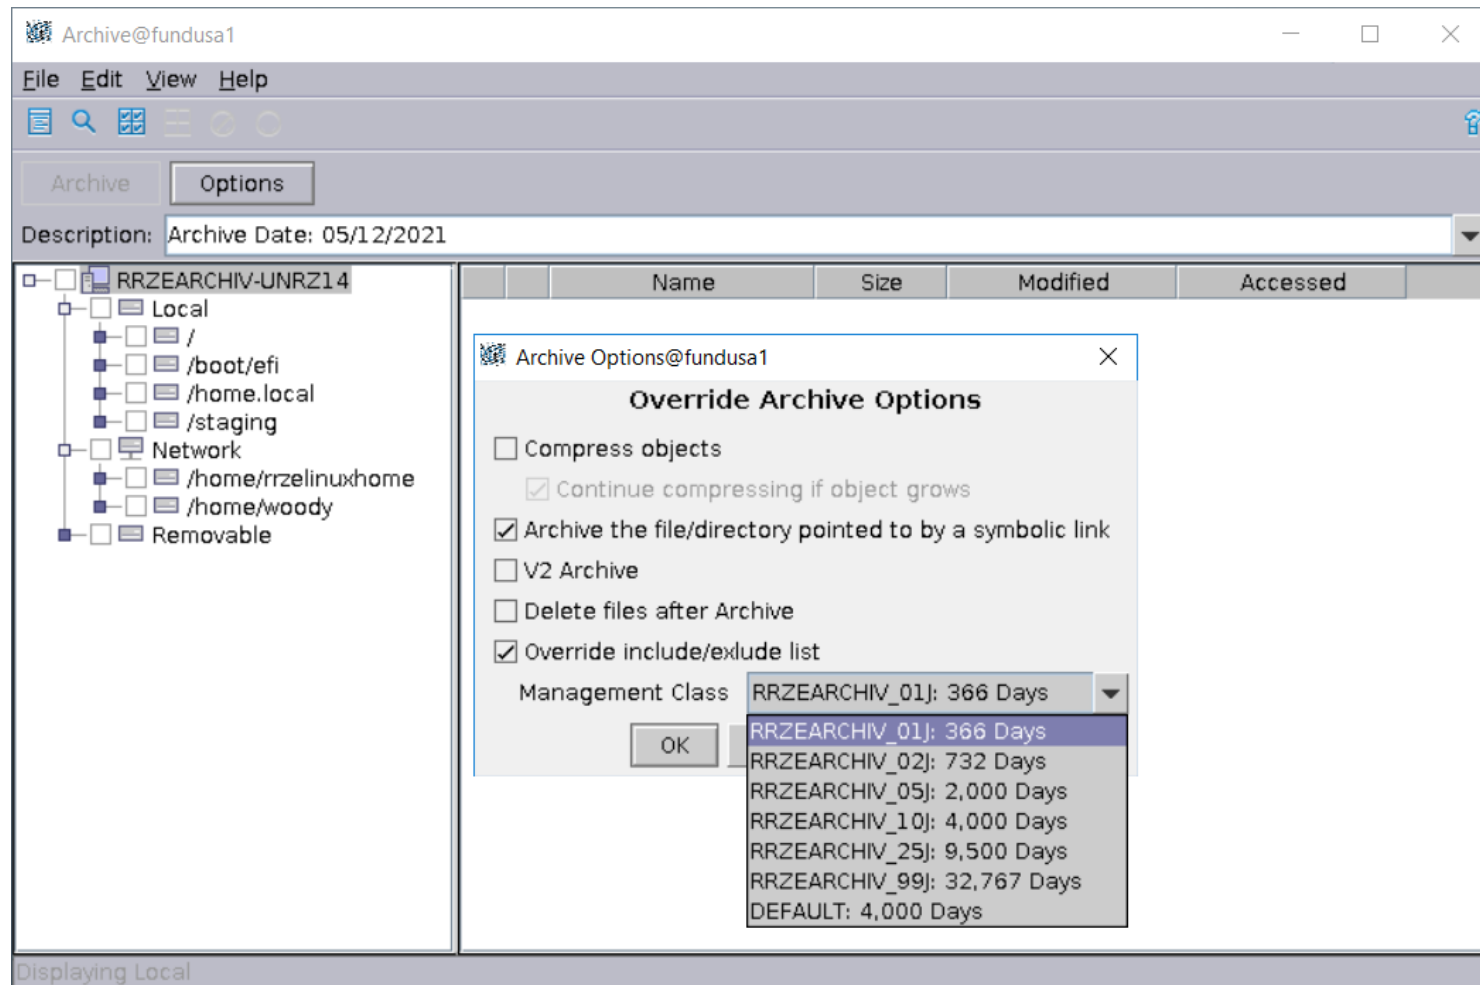 Archive@fundusa1
File Edit View Help
Archive Options
Description: Archive Date: 05/12/2021
RRZEARCHIV-UNRZ14
Local
/
/boot/efi
/home.local
/staging
Network
/home/rrzelinuxhome
/home/woody
Removable
Name Size Modified Accessed
Archive Options@fundusa1
Override Archive Options
Compress objects
Continue compressing if object grows
Archive the file/directory pointed to by a symbolic link
V2 Archive
Delete files after Archive
Override include/exlude list
Management Class RRZEARCHIV_01J: 366 Days
OK
RRZEARCHIV_01J: 366 Days
RRZEARCHIV_02J: 732 Days
RRZEARCHIV_05J: 2,000 Days
RRZEARCHIV_10J: 4,000 Days
RRZEARCHIV_25J: 9,500 Days
RRZEARCHIV_99J: 32,767 Days
DEFAULT: 4,000 Days
Displaying Local